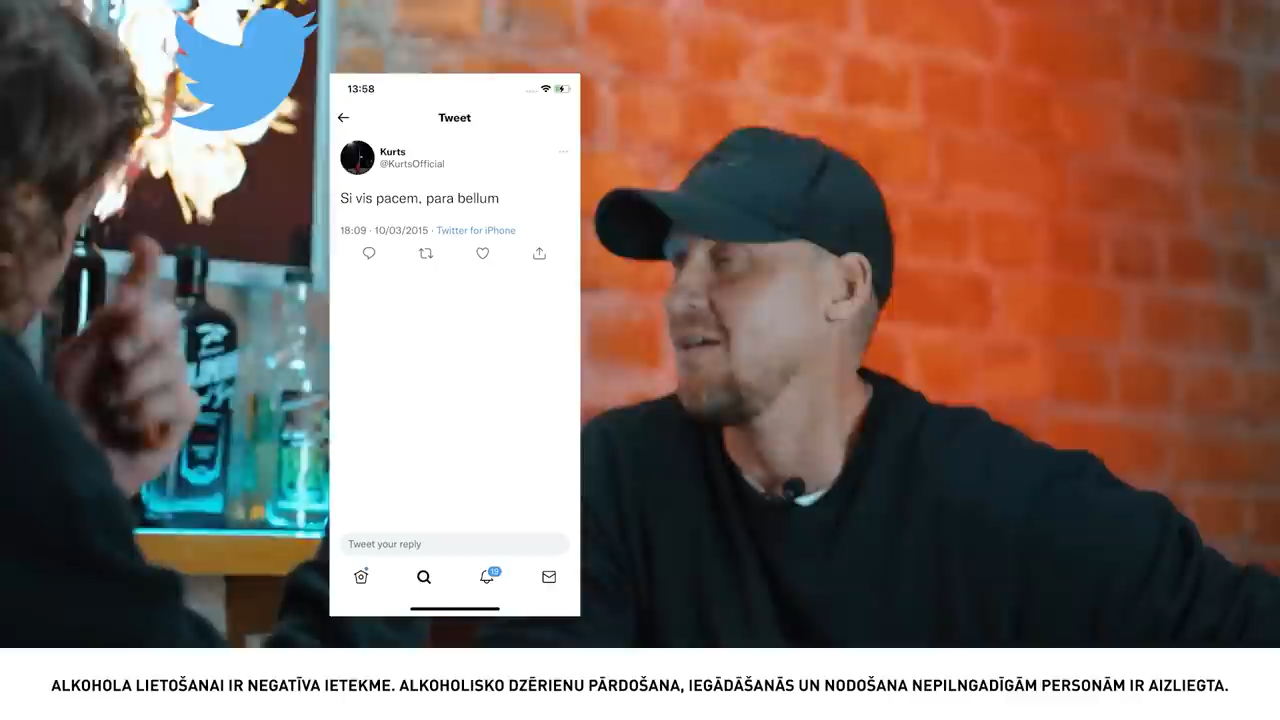 13:58
Tweet
Kurts
@KurtsOfficial
Si vis pacem, para bellum
18:09 · 10/03/2015 · Twitter for iPhone
Tweet your reply
19
ALKOHOLA LIETOŠANAI IR NEGATĪVA IETEKME. ALKOHOLISKO DZĒRIENU PĀRDOŠANA, IEGĀDĀŠANĀS UN NODOŠANA NEPILNGADĪGĀM PERSONĀM IR AIZLIEGTA.